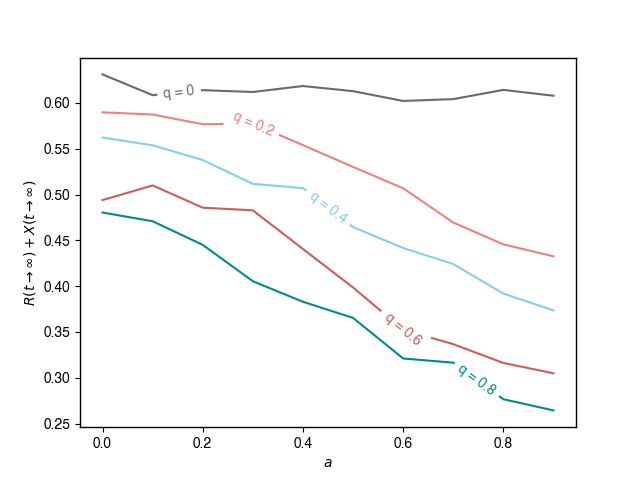 R(t→∞) + X(t→∞)
0.60
0.55
0.50
0.45
0.40
0.35
0.30
0.25
q = 0
q = 0.2
q = 0.4
q = 0.6
q = 0.8
0.0 0.2 0.4 0.6 0.8
a